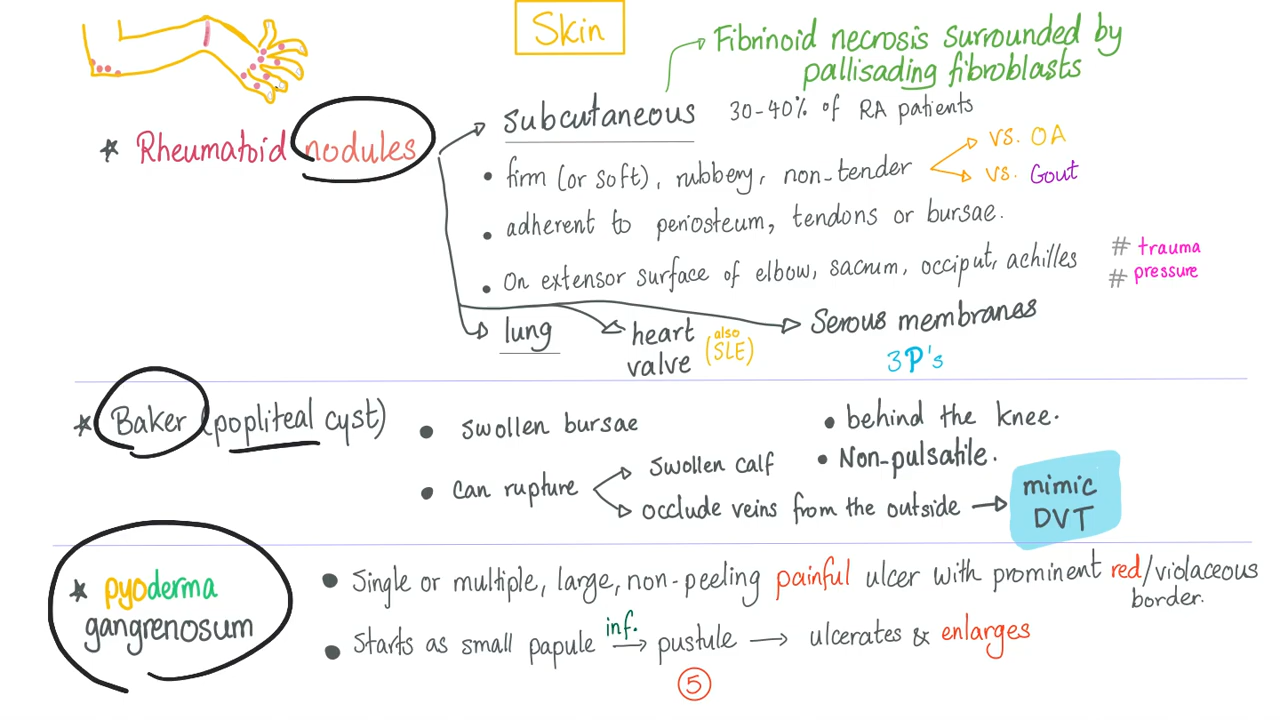 Skin
Fibrinoid necrosis surrounded by
pallisading fibroblasts
* Rheumatoid nodules
subcutaneous 30-40% of RA patients
• firm (or soft), rubbery, non-tender
vs. OA
vs. Gout
• adherent to periosteum, tendons or bursae.
• On extensor surface of elbow, sacrum, occiput, achilles
# trauma
# pressure
lung
heart
valve
also
(SLE)
Serous membranes
3P's
* Baker (popliteal cyst)
• swollen bursae
• behind the knee.
• Non-pulsatile.
• Can rupture
swollen calf
occlude veins from the outside
mimic
DVT
* pyoderma
gangrenosum
• Single or multiple, large, non-peeling painful ulcer with prominent red/violaceous
border.
• Starts as small papule inf. → pustule → ulcerates & enlarges
5